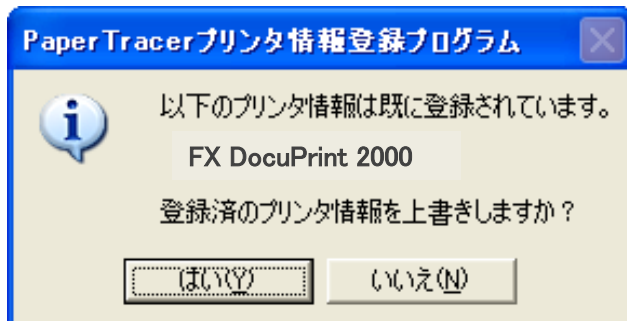 PaperTracerプリンタ情報登録プログラム
以下のプリンタ情報は既に登録されています。
FX DocuPrint 2000
登録済のプリンタ情報を上書きしますか？
はい(Y)
いいえ(N)